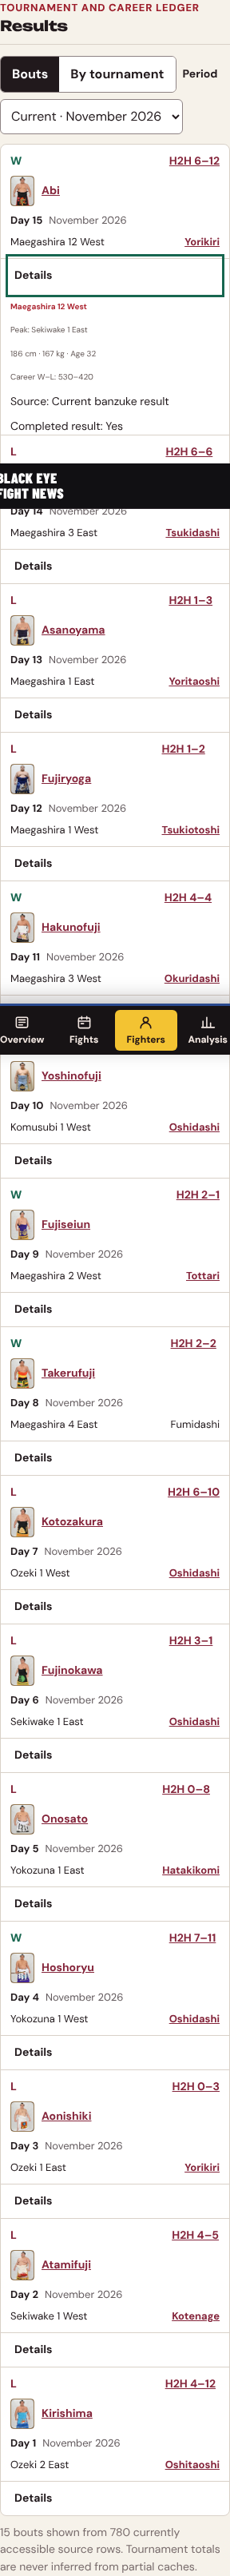 TOURNAMENT AND CAREER LEDGER
Results
Bouts By tournament Period
Current · November 2026
W H2H 6–12
Abi
Day 15 November 2026
Maegashira 12 West Yorikiri
Details
Maegashira 12 West
Peak: Sekiwake 1 East
186 cm · 167 kg · Age 32
Career W–L: 530–420
Source: Current banzuke result
Completed result: Yes
L H2H 6–6
BLACK EYE
FIGHT NEWS
Day 14 November 2026
Maegashira 3 East Tsukidashi
Details
L H2H 1–3
Asanoyama
Day 13 November 2026
Maegashira 1 East Yoritaoshi
Details
L H2H 1–2
Fujiryoga
Day 12 November 2026
Maegashira 1 West Tsukiotoshi
Details
W H2H 4–4
Hakunofuji
Day 11 November 2026
Maegashira 3 West Okuridashi
Overview Fights Fighters Analysis
Yoshinofuji
Day 10 November 2026
Komusubi 1 West Oshidashi
Details
W H2H 2–1
Fujiseiun
Day 9 November 2026
Maegashira 2 West Tottari
Details
W H2H 2–2
Takerufuji
Day 8 November 2026
Maegashira 4 East Fumidashi
Details
L H2H 6–10
Kotozakura
Day 7 November 2026
Ozeki 1 West Oshidashi
Details
L H2H 3–1
Fujinokawa
Day 6 November 2026
Sekiwake 1 East Oshidashi
Details
L H2H 0–8
Onosato
Day 5 November 2026
Yokozuna 1 East Hatakikomi
Details
W H2H 7–11
Hoshoryu
Day 4 November 2026
Yokozuna 1 West Oshidashi
Details
L H2H 0–3
Aonishiki
Day 3 November 2026
Ozeki 1 East Yorikiri
Details
L H2H 4–5
Atamifuji
Day 2 November 2026
Sekiwake 1 West Kotenage
Details
L H2H 4–12
Kirishima
Day 1 November 2026
Ozeki 2 East Oshitaoshi
Details
15 bouts shown from 780 currently
accessible source rows. Tournament totals
are never inferred from partial caches.